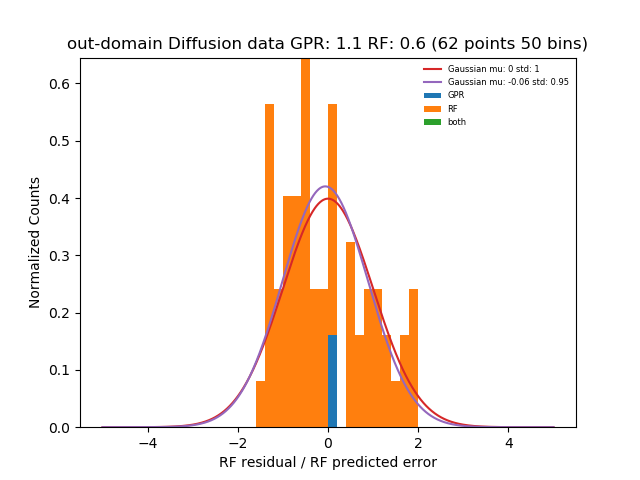 out-domain Diffusion data GPR: 1.1 RF: 0.6 (62 points 50 bins)
Gaussian mu: 0 std: 1
Gaussian mu: -0.06 std: 0.95
GPR
RF
both
Normalized Counts
0.6
0.5
0.4
0.3
0.2
0.1
0.0
−4
−2
0
2
4
RF residual / RF predicted error